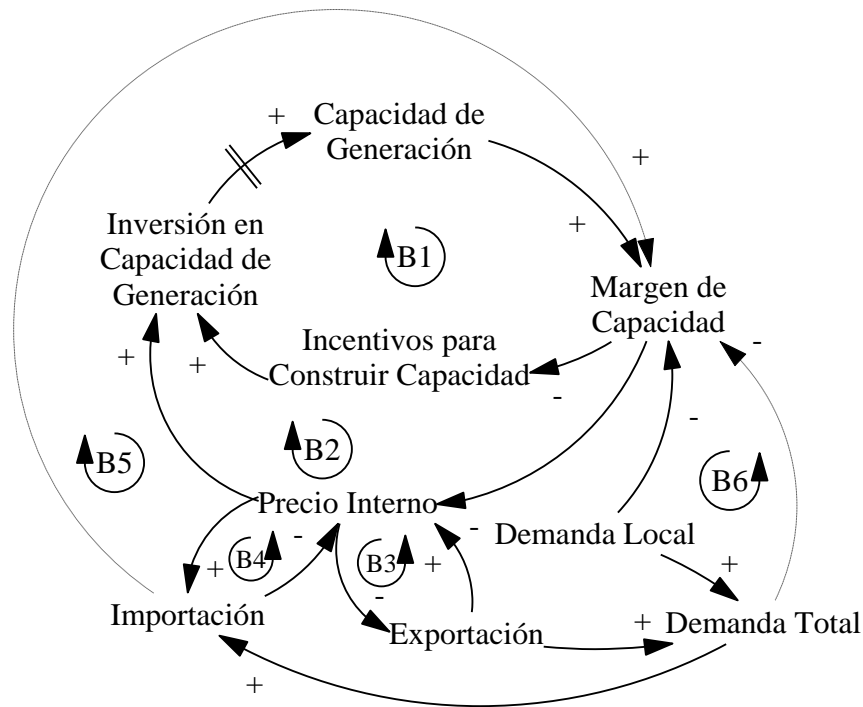 +
Capacidad de
Generación
+
+
Inversión en
Capacidad de
Generación
B1
Margen de
Capacidad
+
+
Incentivos para
Construir Capacidad
-
-
-
B5
B2
B6
Precio Interno
-
-
Demanda Local
B4
+
B3
+
+
-
Importación
Exportación
+
Demanda Total
+